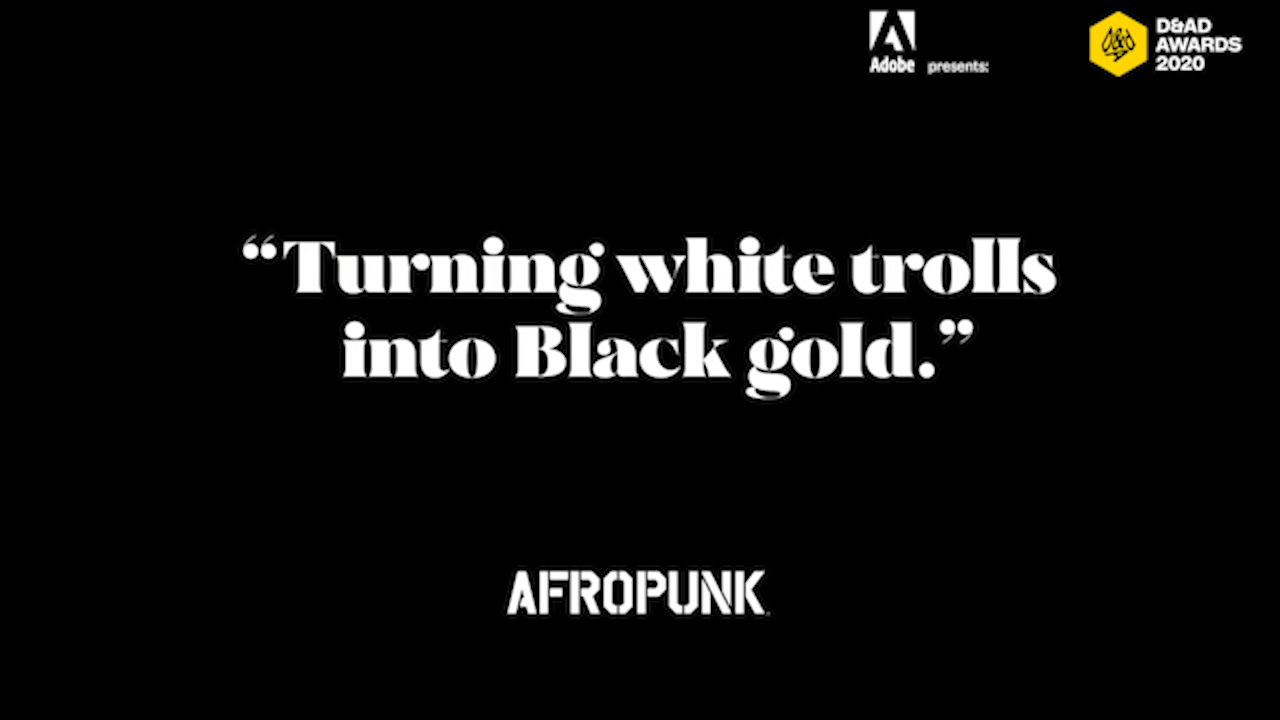 Adobe presents:
D&AD
AWARDS
2020
“Turning white trolls
into Black gold.”
AFROPUNK